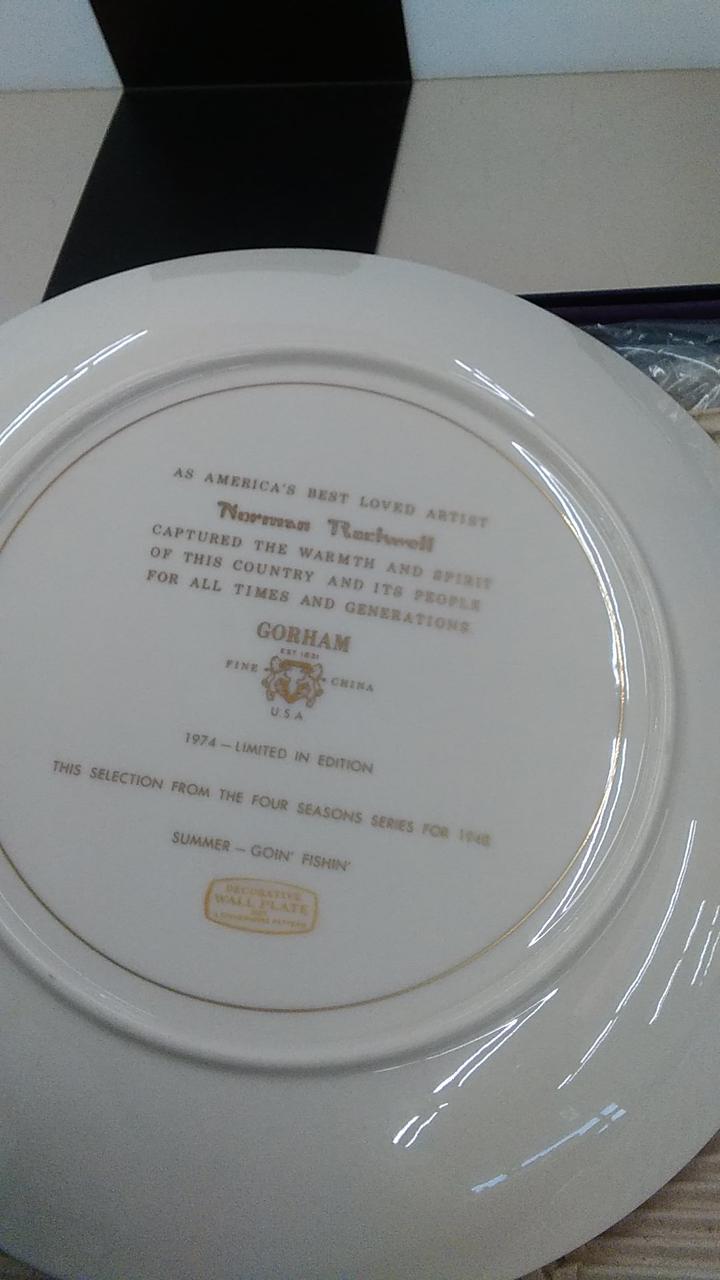 AS AMERICA'S BEST LOVED ARTIST
Norman Rockwell
CAPTURED THE WARMTH AND SPIRIT
OF THIS COUNTRY AND ITS PEOPLE
FOR ALL TIMES AND GENERATIONS.
GORHAM
EST 1831
FINE CHINA
USA
1974 – LIMITED IN EDITION
THIS SELECTION FROM THE FOUR SEASONS SERIES FOR 1948
SUMMER – GOIN' FISHIN'
DECORATIVE
WALL PLATE